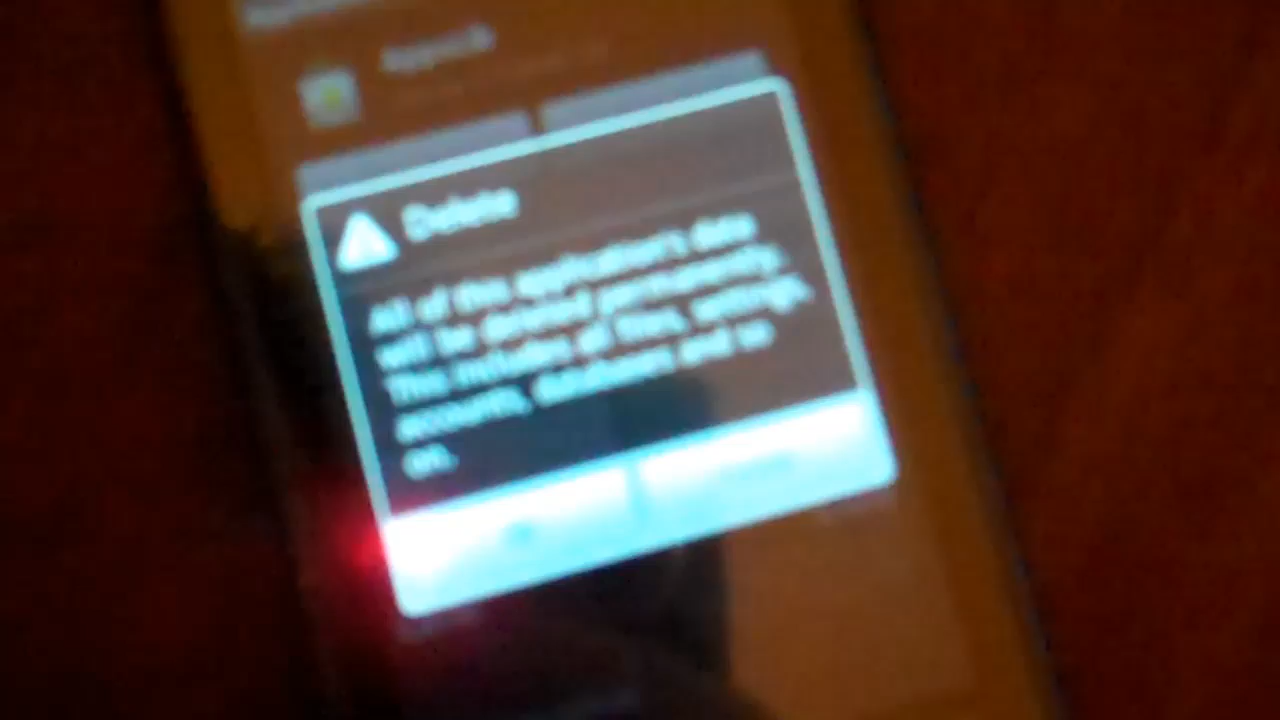 Delete
All of this application's data
will be deleted permanently.
This includes all files, settings,
accounts, databases and so
on.